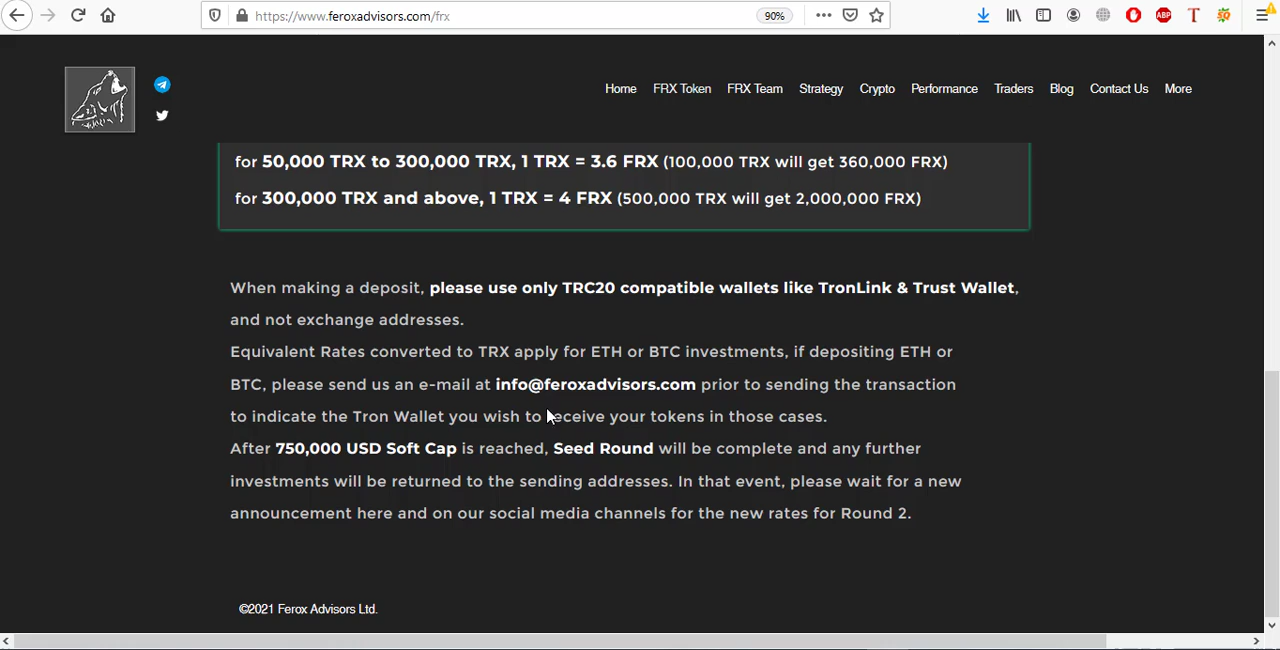 https://www.feroxadvisors.com/frx
90%
ABP
T
Home FRX Token FRX Team Strategy Crypto Performance Traders Blog Contact Us More
for 50,000 TRX to 300,000 TRX, 1 TRX = 3.6 FRX (100,000 TRX will get 360,000 FRX)
for 300,000 TRX and above, 1 TRX = 4 FRX (500,000 TRX will get 2,000,000 FRX)
When making a deposit, please use only TRC20 compatible wallets like TronLink & Trust Wallet,
and not exchange addresses.
Equivalent Rates converted to TRX apply for ETH or BTC investments, if depositing ETH or
BTC, please send us an e-mail at info@feroxadvisors.com prior to sending the transaction
to indicate the Tron Wallet you wish to receive your tokens in those cases.
After 750,000 USD Soft Cap is reached, Seed Round will be complete and any further
investments will be returned to the sending addresses. In that event, please wait for a new
announcement here and on our social media channels for the new rates for Round 2.
©2021 Ferox Advisors Ltd.